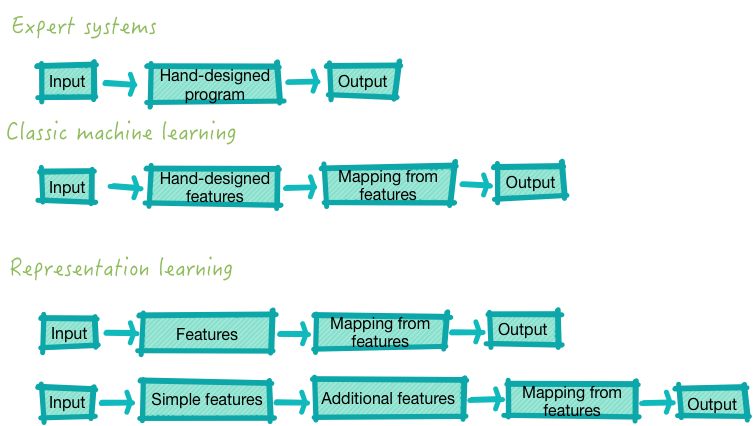 Expert systems
Input
Hand-designed
program
Output
Classic machine learning
Input
Hand-designed
features
Mapping from
features
Output
Representation learning
Input
Features
Mapping from
features
Output
Input
Simple features
Additional features
Mapping from
features
Output